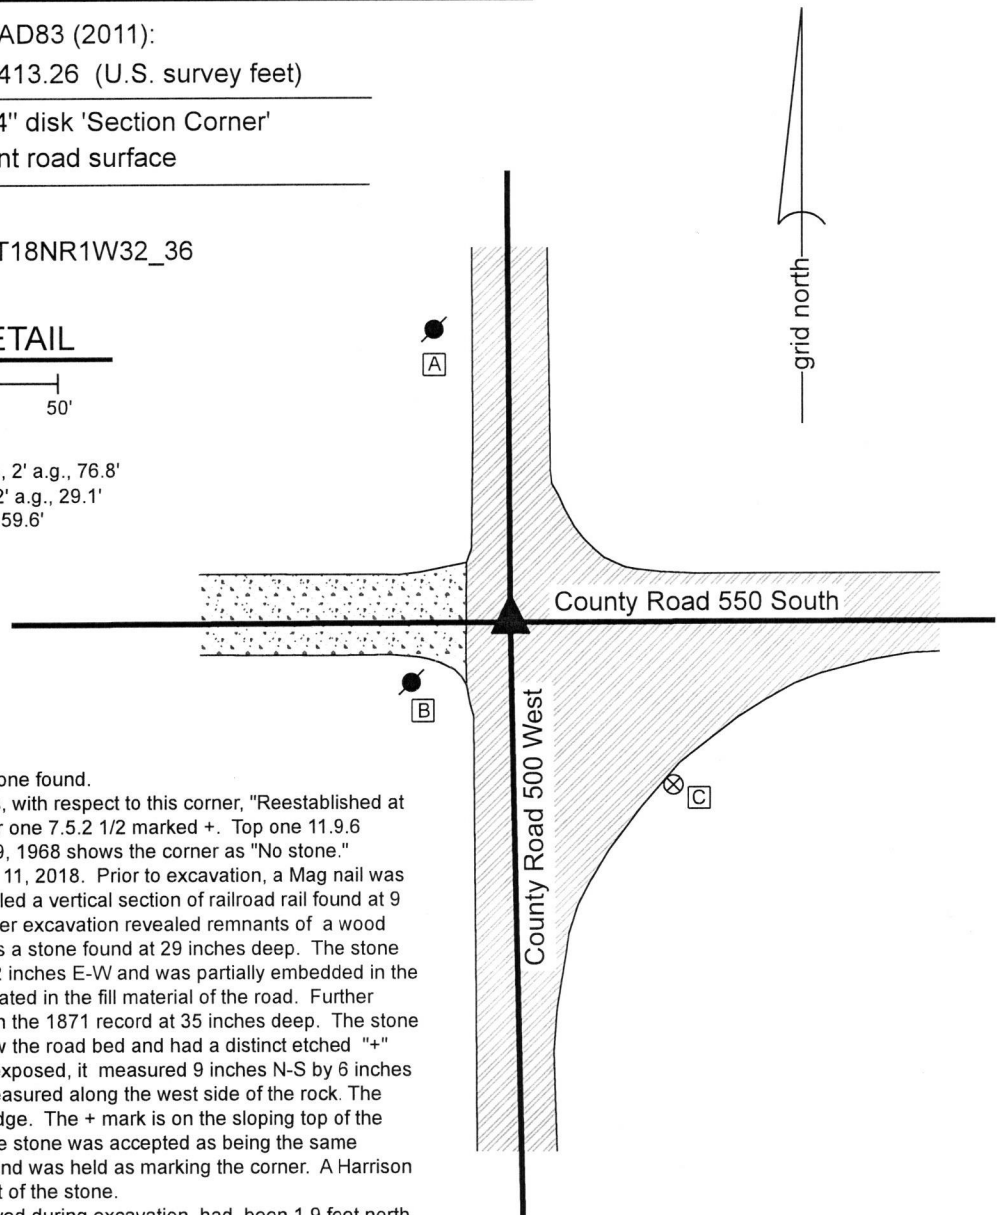 AD83 (2011):
413.26 (U.S. survey feet)
4" disk 'Section Corner'
nt road surface
T18NR1W32_36
ETAIL
50'
, 2' a.g., 76.8'
2' a.g., 29.1'
59.6'
grid north
A
County Road 550 South
B
County Road 500 West
C
one found.
, with respect to this corner, "Reestablished at
r one 7.5.2 1/2 marked +. Top one 11.9.6
9, 1968 shows the corner as "No stone."
11, 2018. Prior to excavation, a Mag nail was
led a vertical section of railroad rail found at 9
er excavation revealed remnants of a wood
s a stone found at 29 inches deep. The stone
2 inches E-W and was partially embedded in the
ated in the fill material of the road. Further
n the 1871 record at 35 inches deep. The stone
w the road bed and had a distinct etched "+"
exposed, it measured 9 inches N-S by 6 inches
easured along the west side of the rock. The
dge. The + mark is on the sloping top of the
e stone was accepted as being the same
nd was held as marking the corner. A Harrison
t of the stone.
ved during excavation, had been 1.9 feet north